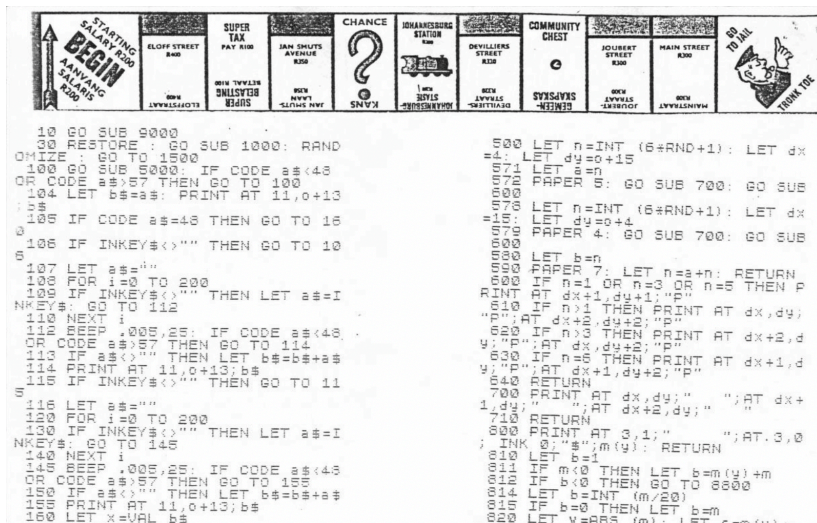 STARTING
SALARY R200
BEGIN
AANVANG
SALARIS
R200
ELOFF STREET
R400
R400
ELOFFSTRAAT
SUPER
TAX
PAY R100
BETAAL R100
BELASTING
SUPER
JAN SMUTS
AVENUE
R350
R350
LAAN
JAN SMUTS-
CHANCE
?
KANS
JOHANNESBURG
STATION
R200
STASIE
JOHANNESBURG-
DEVILLIERS
STREET
R320
R320
STRAAT
DEVILLIERS-
COMMUNITY
CHEST
SKAPSKAS
GEMEEN-
JOUBERT
STREET
R300
R300
STRAAT
JOUBERT-
MAIN STREET
R300
R300
MAINSTRAAT
GO
TO JAIL
TRONK TOE
10 GO SUB 9000
30 RESTORE : GO SUB 1000: RAND
OMIZE : GO TO 1500
100 GO SUB 5000: IF CODE a$<48
OR CODE a$>57 THEN GO TO 100
104 LET b$=a$: PRINT AT 11,o+13
;b$
105 IF CODE a$=48 THEN GO TO 16
0
106 IF INKEY$<>"" THEN GO TO 10
6
107 LET a$=""
108 FOR i=0 TO 200
109 IF INKEY$<>"" THEN LET a$=I
NKEY$: GO TO 112
110 NEXT i
112 BEEP .005,25: IF CODE a$<48
OR CODE a$>57 THEN GO TO 114
113 IF a$<>"" THEN LET b$=b$+a$
114 PRINT AT 11,o+13;b$
115 IF INKEY$<>"" THEN GO TO 11
5
116 LET a$=""
120 FOR i=0 TO 200
130 IF INKEY$<>"" THEN LET a$=I
NKEY$: GO TO 145
140 NEXT i
145 BEEP .005,25: IF CODE a$<48
OR CODE a$>57 THEN GO TO 155
150 IF a$<>"" THEN LET b$=b$+a$
155 PRINT AT 11,o+13;b$
160 LET x=VAL b$
500 LET n=INT (6*RND+1): LET dx
=4: LET dy=o+15
571 LET a=n
572 PAPER 5: GO SUB 700: GO SUB
600
578 LET n=INT (6*RND+1): LET dx
=15: LET dy=o+4
579 PAPER 4: GO SUB 700: GO SUB
600
580 LET b=n
590 PAPER 7: LET n=a+n: RETURN
600 IF n=1 OR n=3 OR n=5 THEN P
RINT AT dx+1,dy+1;"P"
610 IF n>1 THEN PRINT AT dx,dy;
"P";AT dx+2,dy+2;"P"
620 IF n>3 THEN PRINT AT dx+2,d
y;"P";AT dx,dy+2;"P"
630 IF n=6 THEN PRINT AT dx+1,d
y;"P";AT dx+1,dy+2;"P"
640 RETURN
700 PRINT AT dx,dy;"   ";AT dx+
1,dy;"   ";AT dx+2,dy;"   "
710 RETURN
800 PRINT AT 3,1;"      ";AT 3,0
; INK 0;"$";m(y): RETURN
810 LET b=1
811 IF m<0 THEN LET b=m(y)+m
812 IF b<0 THEN GO TO 8800
814 LET b=INT (m/20)
815 IF b=0 THEN LET b=m
820 LET v=ABS (m): LET c=m(y)